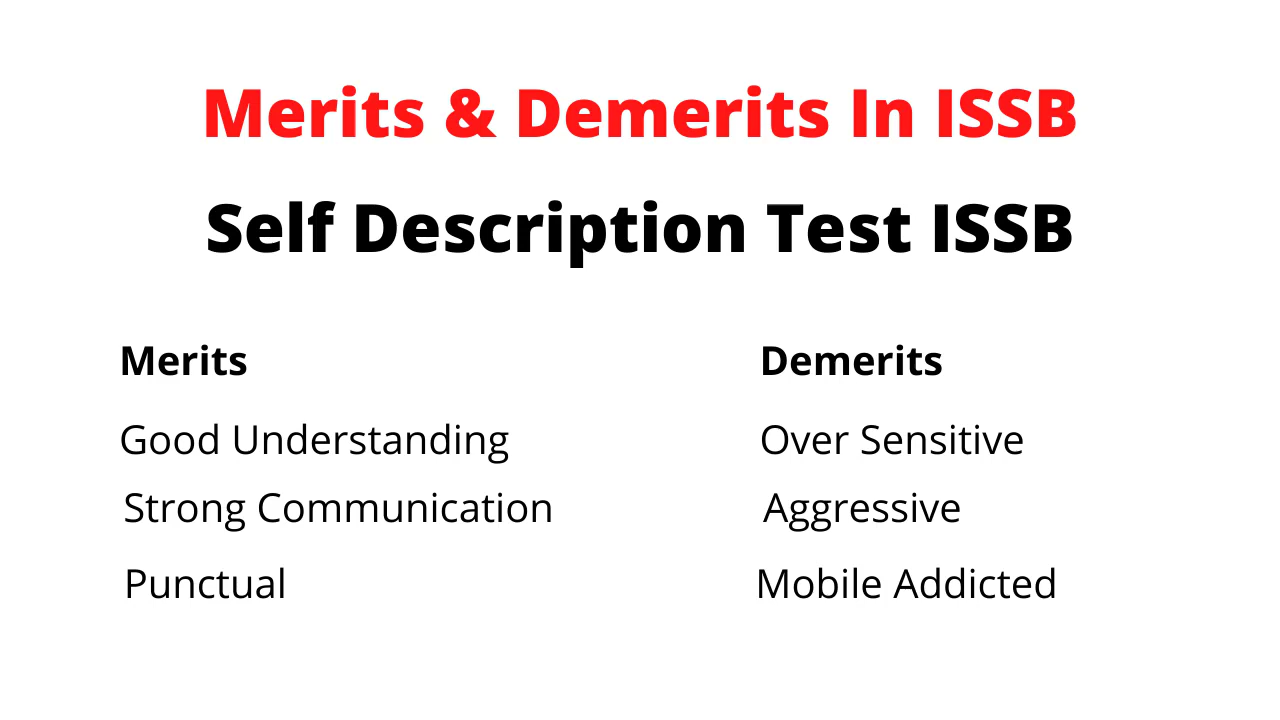 Merits & Demerits In ISSB
Self Description Test ISSB
Merits
Demerits
Good Understanding
Over Sensitive
Strong Communication
Aggressive
Punctual
Mobile Addicted